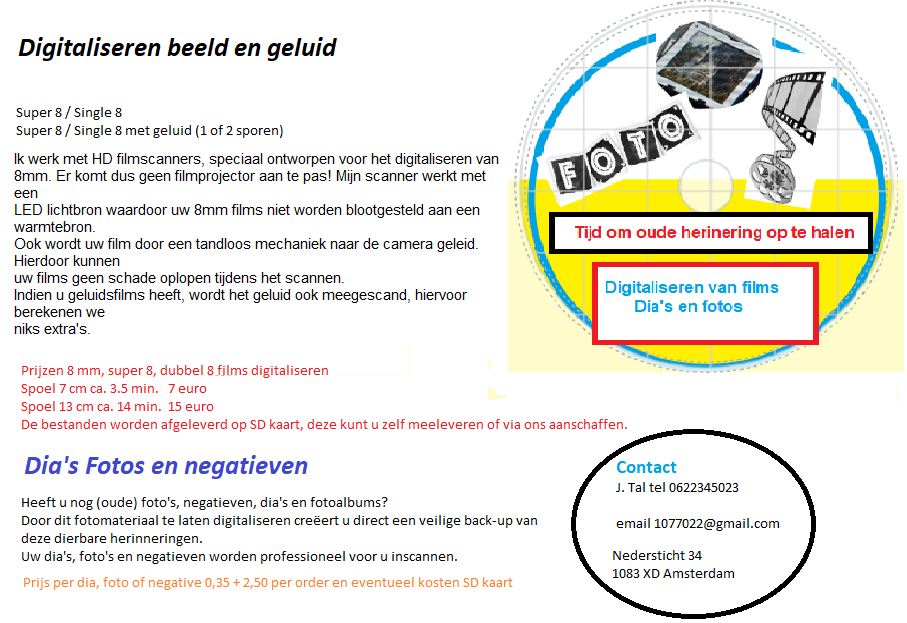 Digitaliseren beeld en geluid
Super 8 / Single 8
Super 8 / Single 8 met geluid (1 of 2 sporen)
Ik werk met HD filmscanners, speciaal ontworpen voor het digitaliseren van
8mm. Er komt dus geen filmprojector aan te pas! Mijn scanner werkt met
een
LED lichtbron waardoor uw 8mm films niet worden blootgesteld aan een
warmtebron.
Ook wordt uw film door een tandloos mechaniek naar de camera geleid.
Hierdoor kunnen
uw films geen schade oplopen tijdens het scannen.
Indien u geluidsfilms heeft, wordt het geluid ook meegescand, hiervoor
berekenen we
niks extra's.
FOTO
Tijd om oude herinering op te halen
Digitaliseren van films
Dia's en fotos
Prijzen 8 mm, super 8, dubbel 8 films digitaliseren
Spoel 7 cm ca. 3.5 min. 7 euro
Spoel 13 cm ca. 14 min. 15 euro
De bestanden worden afgeleverd op SD kaart, deze kunt u zelf meeleveren of via ons aanschaffen.
Dia's Fotos en negatieven
Heeft u nog (oude) foto's, negatieven, dia's en fotoalbums?
Door dit fotomateriaal te laten digitaliseren creëert u direct een veilige back-up van
deze dierbare herinneringen.
Uw dia's, foto's en negatieven worden professioneel voor u inscannen.
Prijs per dia, foto of negative 0,35 + 2,50 per order en eventueel kosten SD kaart
Contact
J. Tal tel 0622345023
email 1077022@gmail.com
Nedersticht 34
1083 XD Amsterdam